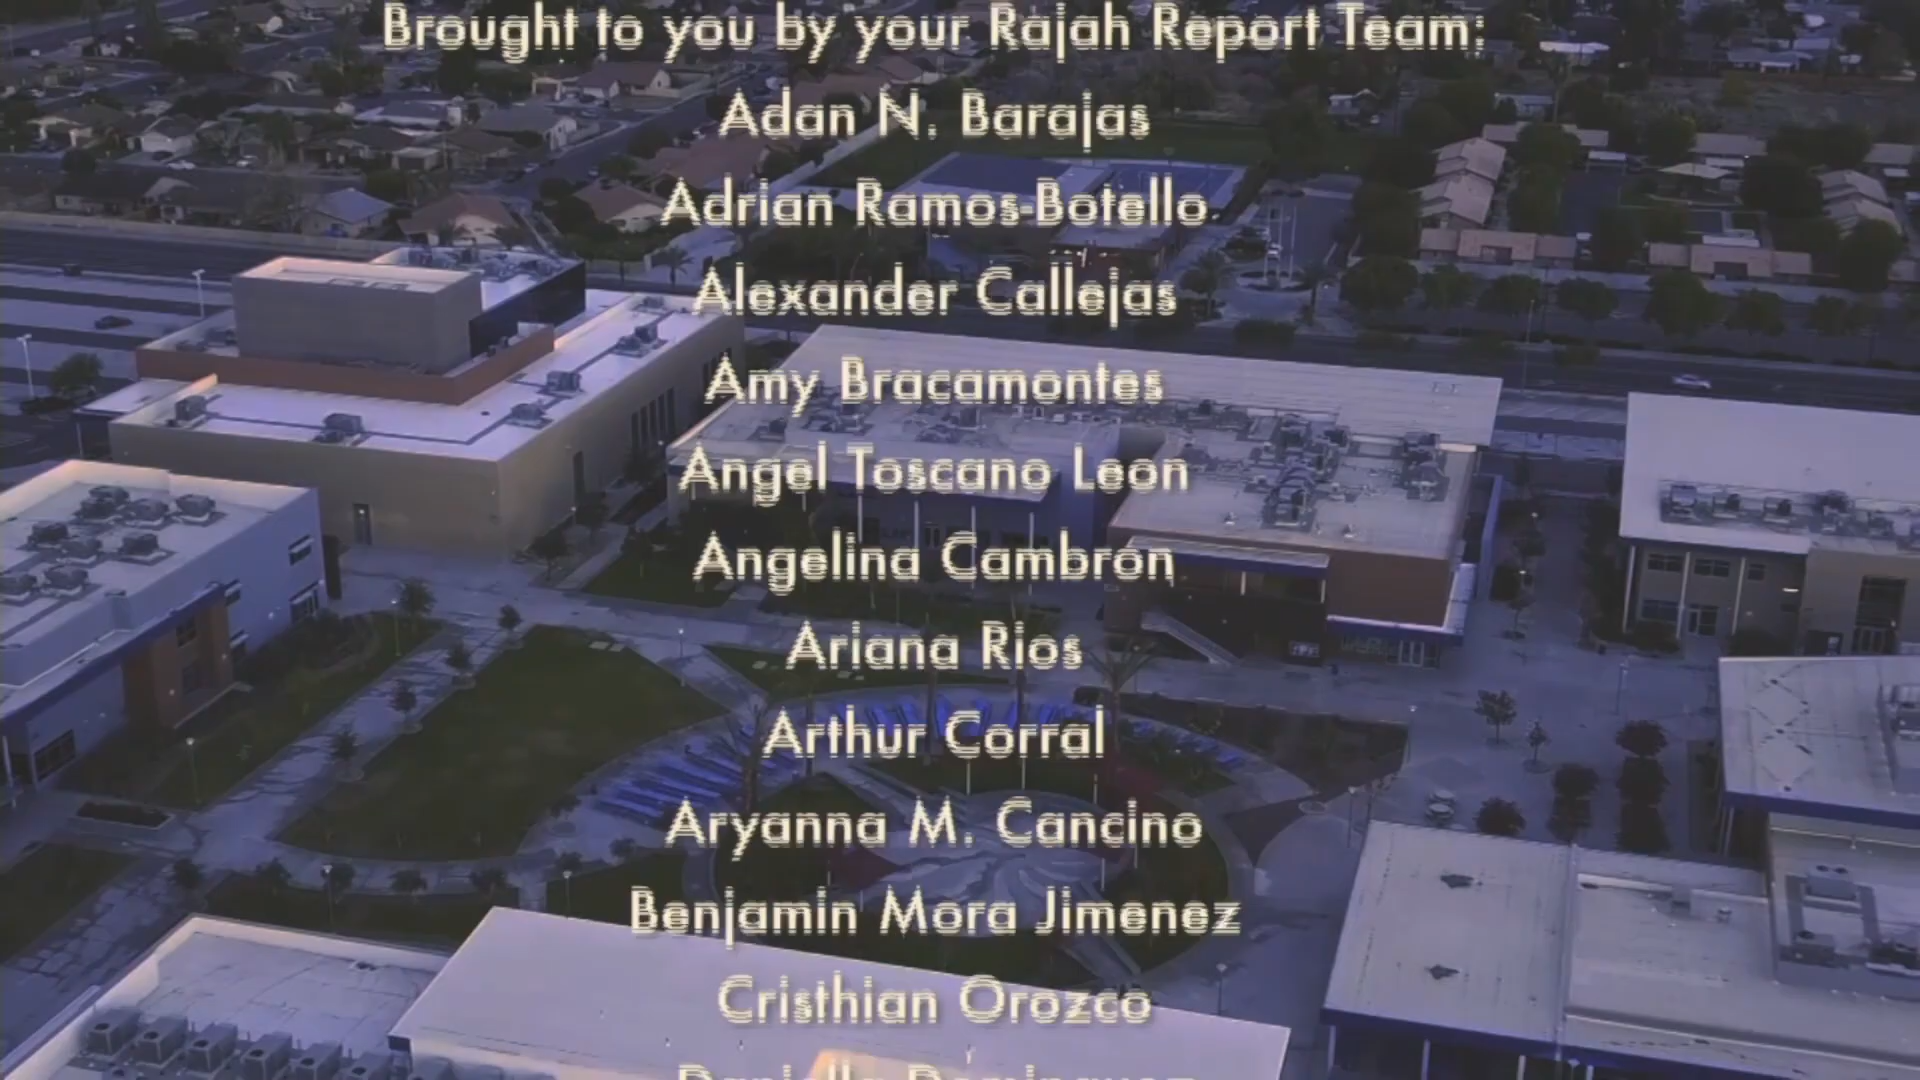 Brought to you by your Rajah Report Team:
Adan N. Barajas
Adrian Ramos-Botello
Alexander Callejas
Amy Bracamontes
Angel Toscano Leon
Angelina Cambron
Ariana Rios
Arthur Corral
Aryanna M. Cancino
Benjamin Mora Jimenez
Cristhian Orozco